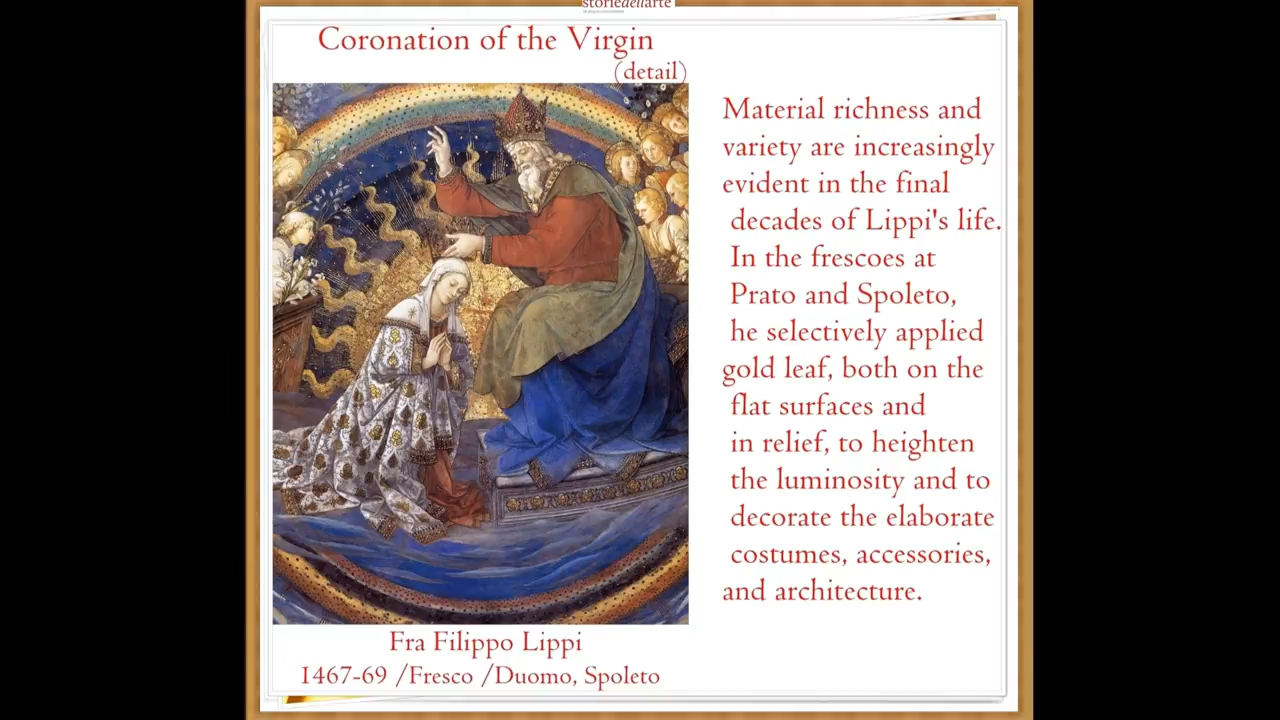 storiedellarte
Coronation of the Virgin
(detail)
Material richness and
variety are increasingly
evident in the final
decades of Lippi's life.
In the frescoes at
Prato and Spoleto,
he selectively applied
gold leaf, both on the
flat surfaces and
in relief, to heighten
the luminosity and to
decorate the elaborate
costumes, accessories,
and architecture.
Fra Filippo Lippi
1467-69 /Fresco /Duomo, Spoleto